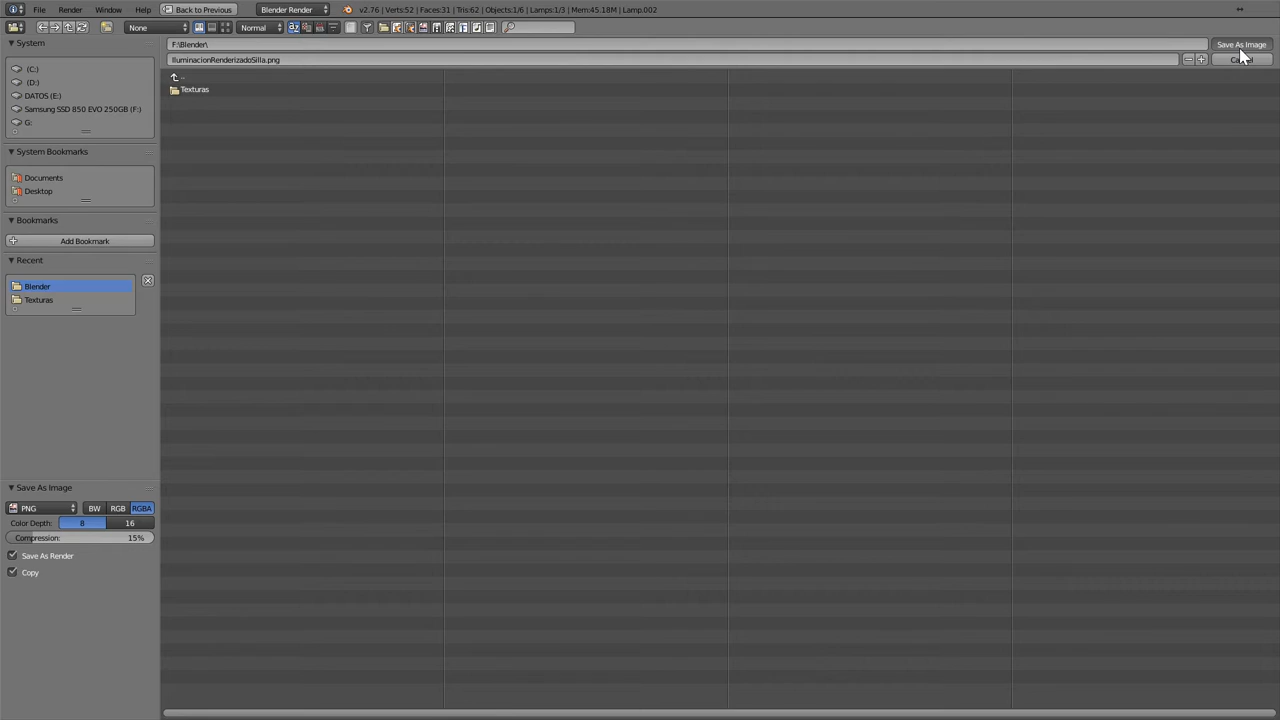 File Render Window Help Back to Previous Blender Render v2.76 | Verts:52 | Faces:31 | Tris:62 | Objects:1/6 | Lamps:1/3 | Mem:45.18M | Lamp.002
None Normal
System
F:\Blender\
Save As Image
IluminacionRenderizadoSilla.png
(C:)
..
(D:)
Texturas
DATOS (E:)
Samsung SSD 850 EVO 250GB (F:)
G:
System Bookmarks
Documents
Desktop
Bookmarks
Add Bookmark
Recent
Blender
Texturas
Save As Image
PNG BW RGB RGBA
Color Depth: 8 16
Compression: 15%
Save As Render
Copy